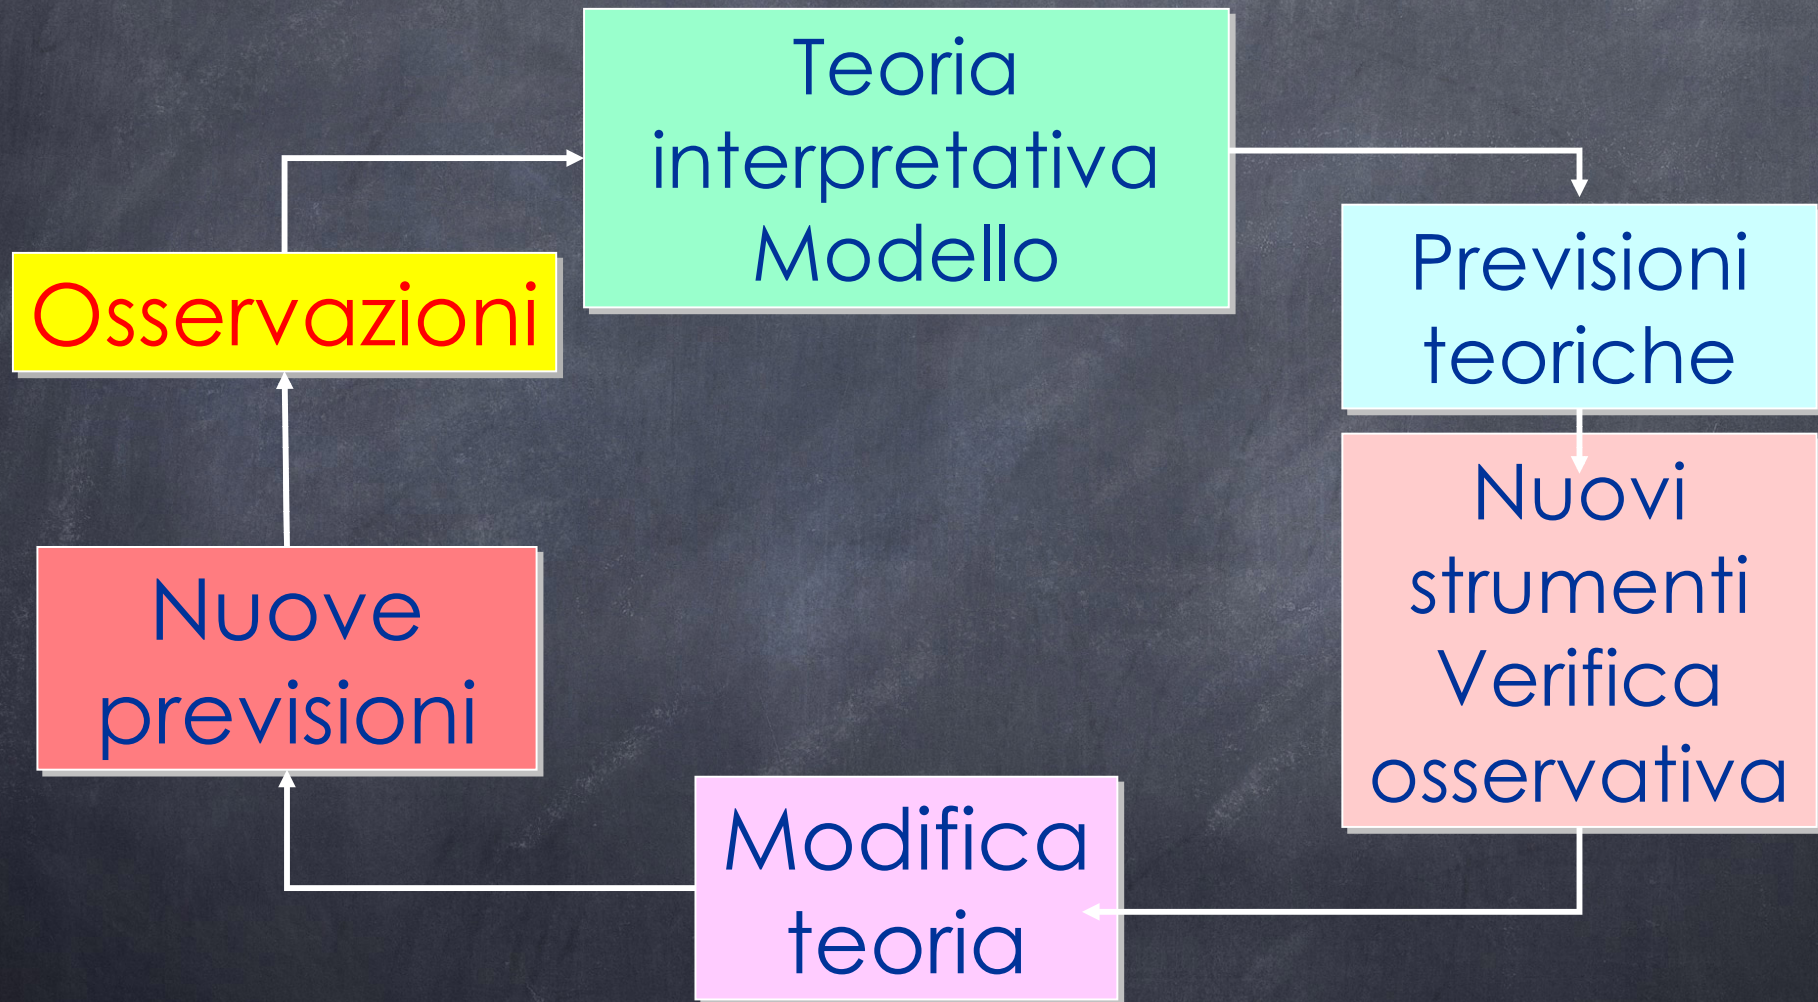 Teoria
interpretativa
Modello
Osservazioni
Previsioni
teoriche
Nuovi
strumenti
Verifica
osservativa
Nuove
previsioni
Modifica
teoria